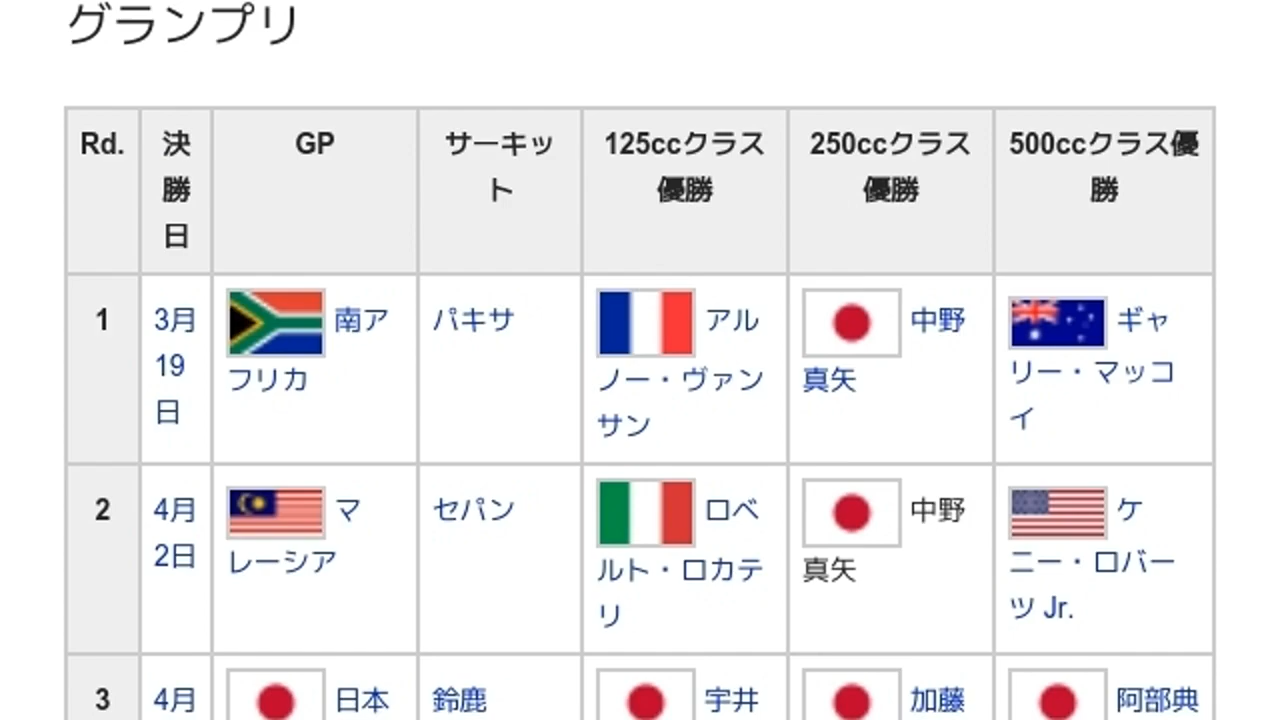 グランプリ
Rd. 決勝日 GP サーキット 125ccクラス優勝 250ccクラス優勝 500ccクラス優勝
1 3月19日 南アフリカ パキサ アルノー・ヴァンサン 中野真矢 ギャリー・マッコイ
2 4月2日 マレーシア セパン ロベルト・ロカテリ 中野真矢 ケニー・ロバーツ Jr.
3 4月 日本 鈴鹿 宇井 加藤 阿部典